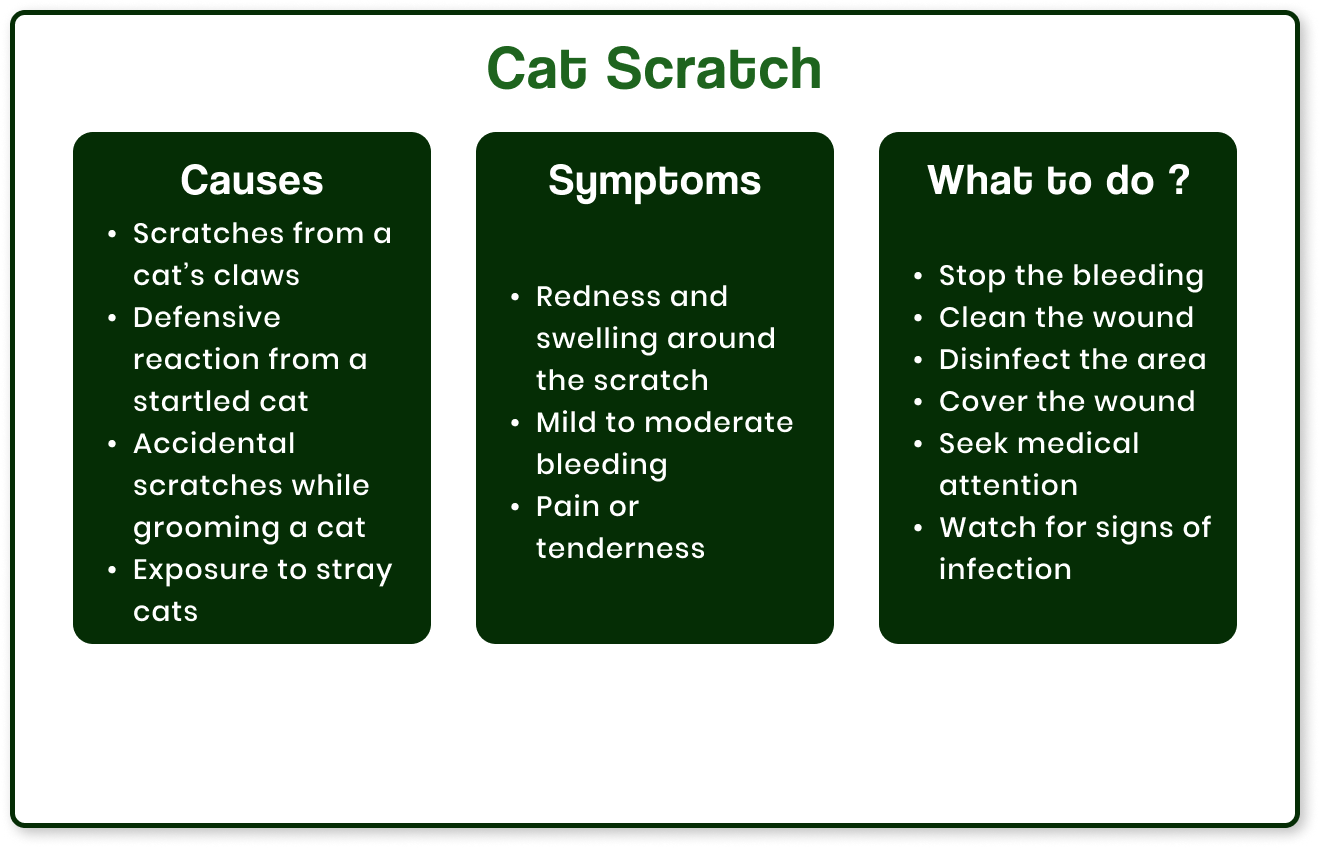 Cat Scratch
Causes
• Scratches from a
cat’s claws
• Defensive
reaction from a
startled cat
• Accidental
scratches while
grooming a cat
• Exposure to stray
cats
Symptoms
• Redness and
swelling around
the scratch
• Mild to moderate
bleeding
• Pain or
tenderness
What to do ?
• Stop the bleeding
• Clean the wound
• Disinfect the area
• Cover the wound
• Seek medical
attention
• Watch for signs of
infection